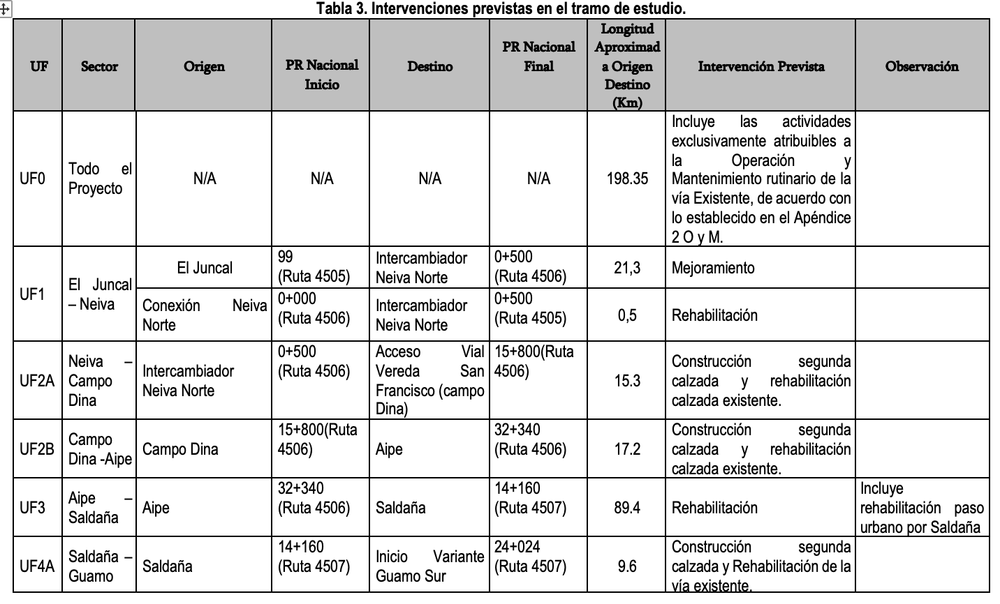 Tabla 3. Intervenciones previstas en el tramo de estudio.
UF
Sector
Origen
PR Nacional
Inicio
Destino
PR Nacional
Final
Longitud
Aproximad
a Origen
Destino
(Km)
Intervención Prevista
Observación
UF0
Todo el
Proyecto
N/A
N/A
N/A
N/A
198.35
Incluye las actividades
exclusivamente atribuibles a
la Operación y
Mantenimiento rutinario de la
vía Existente, de acuerdo con
lo establecido en el Apéndice
2 O y M.
UF1
El Juncal
– Neiva
El Juncal
99
(Ruta 4505)
Intercambiador
Neiva Norte
0+500
(Ruta 4506)
21,3
Mejoramiento
Conexión Neiva
Norte
0+000
(Ruta 4506)
Intercambiador
Neiva Norte
0+500
(Ruta 4505)
0,5
Rehabilitación
UF2A
Neiva –
Campo
Dina
Intercambiador
Neiva Norte
0+500
(Ruta 4506)
Acceso Vial
Vereda San
Francisco (campo
Dina)
15+800(Ruta
4506)
15.3
Construcción segunda
calzada y rehabilitación
calzada existente.
UF2B
Campo
Dina -Aipe
Campo Dina
15+800(Ruta
4506)
Aipe
32+340
(Ruta 4506)
17.2
Construcción segunda
calzada y rehabilitación
calzada existente.
UF3
Aipe –
Saldaña
Aipe
32+340
(Ruta 4506)
Saldaña
14+160
(Ruta 4507)
89.4
Rehabilitación
Incluye
rehabilitación paso
urbano por Saldaña
UF4A
Saldaña –
Guamo
Saldaña
14+160
(Ruta 4507)
Inicio Variante
Guamo Sur
24+024
(Ruta 4507)
9.6
Construcción segunda
calzada y Rehabilitación de la
vía existente.